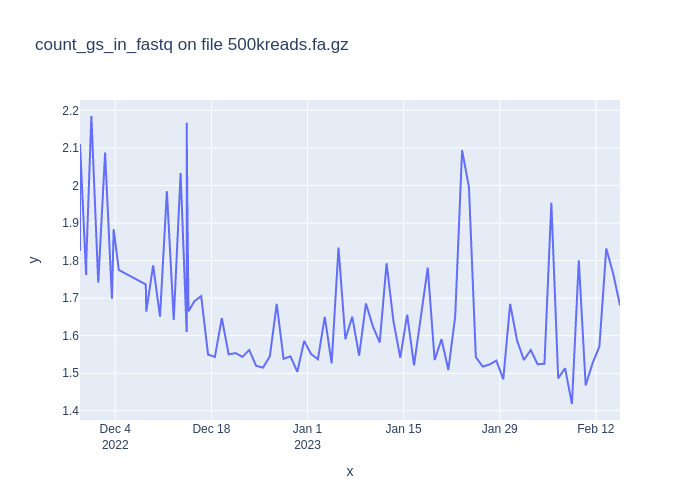 count_gs_in_fastq on file 500kreads.fa.gz
2.2
2.1
2
1.9
1.8
1.7
1.6
1.5
1.4
y
Dec 4
2022
Dec 18
Jan 1
2023
Jan 15
Jan 29
Feb 12
x